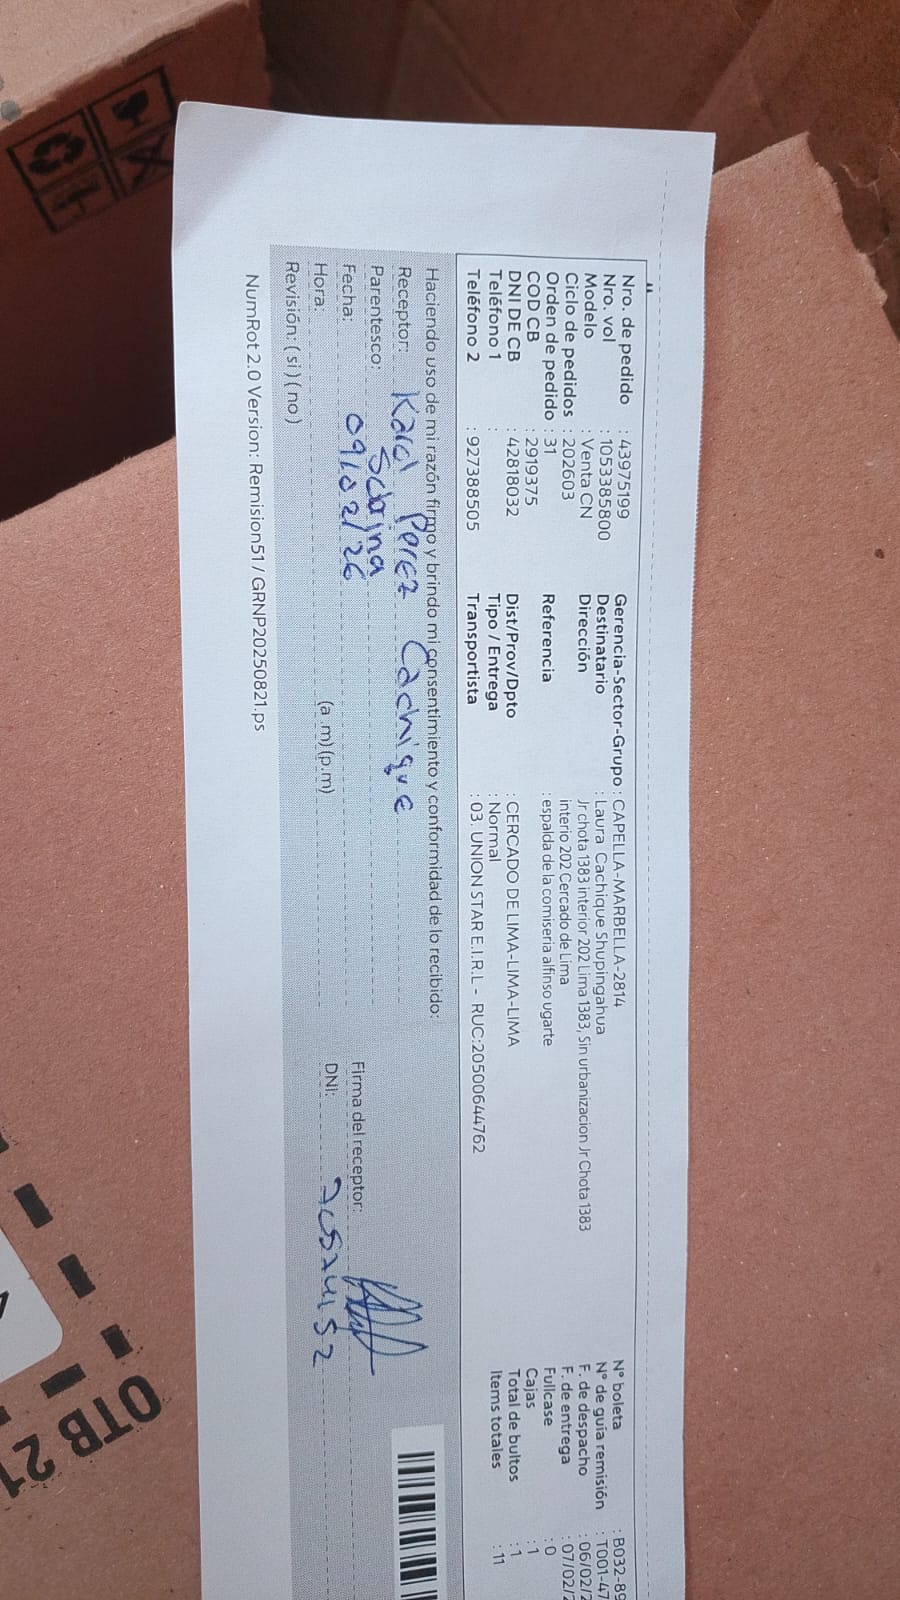 Nro. de pedido : 43975199
Nro. vol : 1053385800
Modelo : Venta CN
Ciclo de pedidos : 202603
Orden de pedido : 31
COD CB : 2919375
DNI DE CB : 42818032
Teléfono 1 :
Teléfono 2 : 927388505
Gerencia-Sector-Grupo : CAPELLA-MARBELLA-2814
Destinatario : Laura Cachique Shupingahua
Dirección : Jr chota 1383 interior 202 Lima 1383, Sin urbanizacion Jr Chota 1383
interio 202 Cercado de Lima
Referencia : espalda de la comiseria alfinso ugarte
Dist/Prov/Dpto : CERCADO DE LIMA-LIMA-LIMA
Tipo / Entrega : Normal
Transportista : 03. UNION STAR E.I.R.L - RUC:20500644762
N° boleta : B032-89
N° de guía remisión : T001-47
F. de despacho : 06/02/2
F. de entrega : 07/02/2
Fullcase : 0
Cajas : 1
Total de bultos : 1
Items totales : 11
Haciendo uso de mi razón firmo y brindo mi consentimiento y conformidad de lo recibido:
Receptor: Karol Perez Cachique
Parentesco: Sobrina
Fecha: 09/02/26
Hora: (a .m) (p.m)
Revisión: ( si ) ( no )
Firma del receptor:
DNI:
NumRot 2.0 Version: Remision51 / GRNP20250821.ps
OTB 21